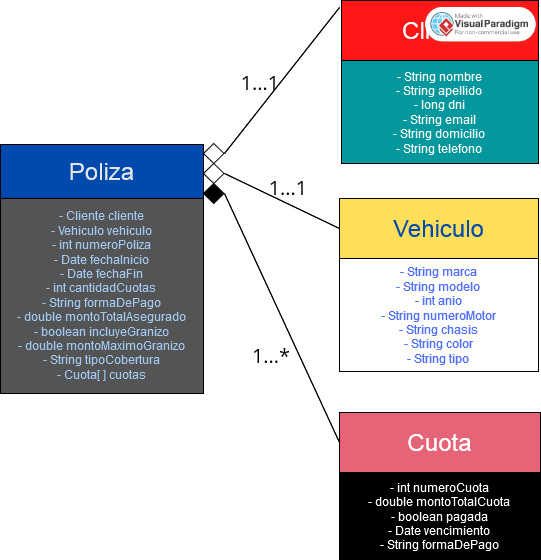 Cli
Made with
Visual Paradigm
For non-commercial use
- String nombre
- String apellido
- long dni
- String email
- String domicilio
- String telefono
1...1
Poliza
- Cliente cliente
- Vehiculo vehiculo
- int numeroPoliza
- Date fechaInicio
- Date fechaFin
- int cantidadCuotas
- String formaDePago
- double montoTotalAsegurado
- boolean incluyeGranizo
- double montoMaximoGranizo
- String tipoCobertura
- Cuota[ ] cuotas
1...1
Vehiculo
- String marca
- String modelo
- int anio
- String numeroMotor
- String chasis
- String color
- String tipo
1...*
Cuota
- int numeroCuota
- double montoTotalCuota
- boolean pagada
- Date vencimiento
- String formaDePago